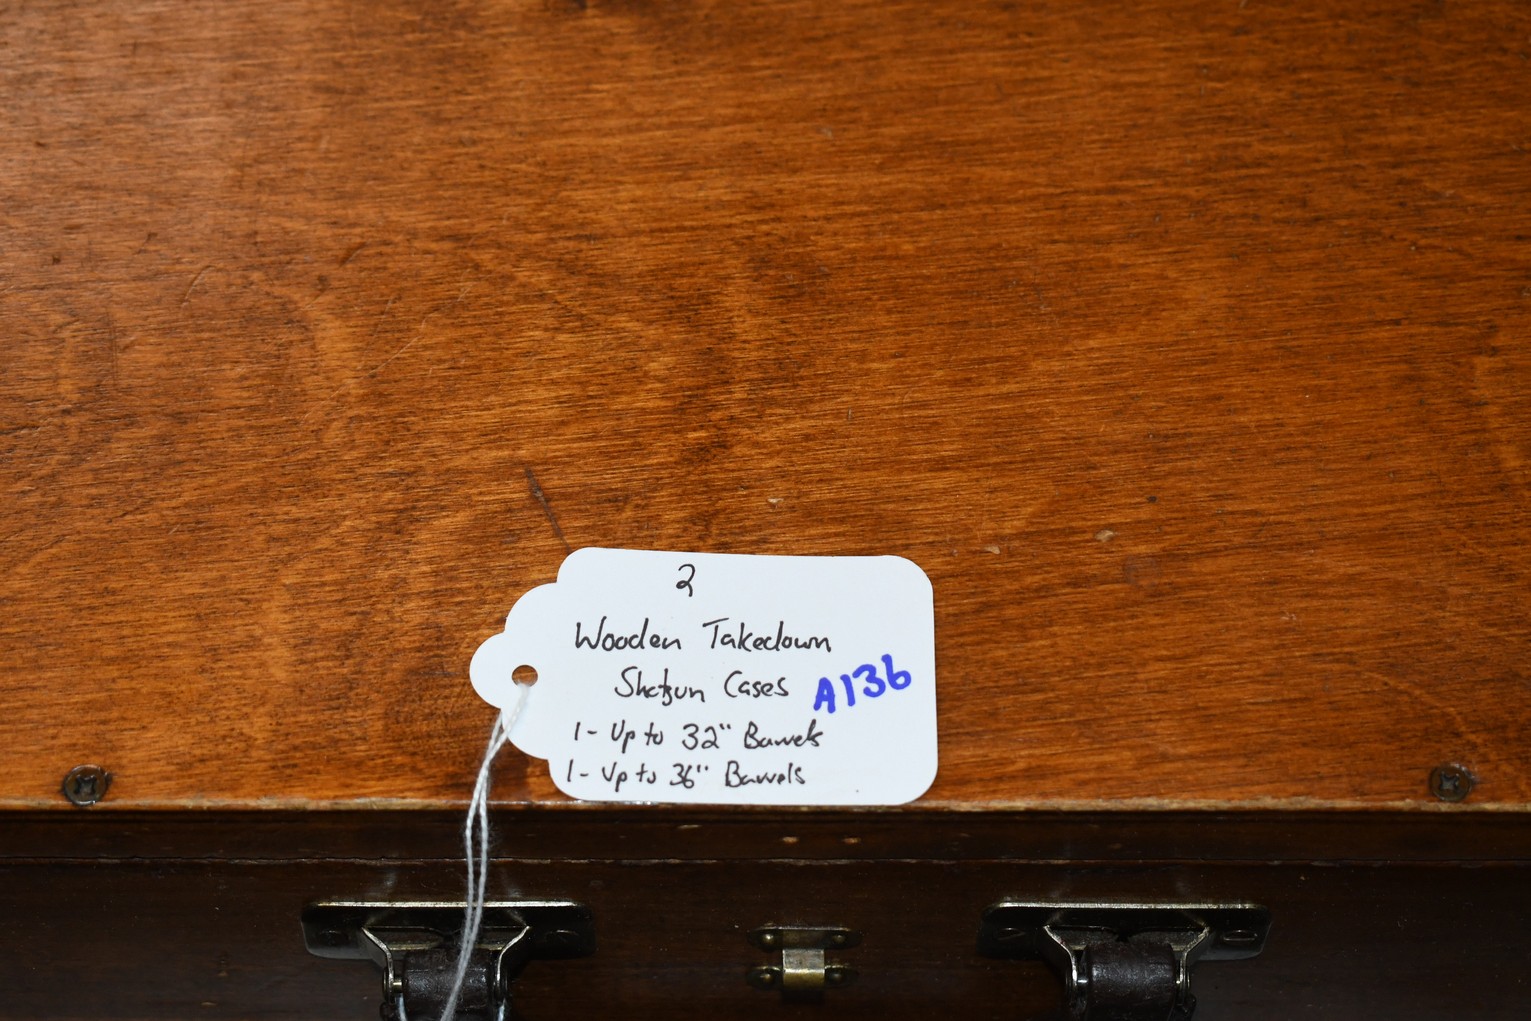 2
Wooden Takedown
Shotgun Cases A136
1- Up to 32" Barrels
1- Up to 36" Barrels